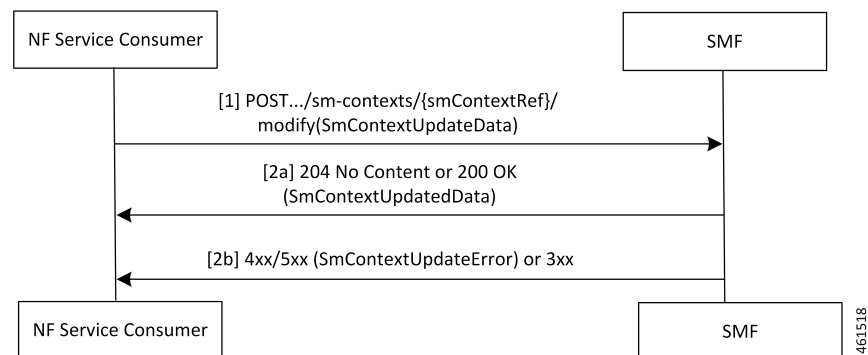 NF Service Consumer
SMF
[1] POST.../sm-contexts/{smContextRef}/
modify(SmContextUpdateData)
[2a] 204 No Content or 200 OK
(SmContextUpdatedData)
[2b] 4xx/5xx (SmContextUpdateError) or 3xx
NF Service Consumer
SMF
461518